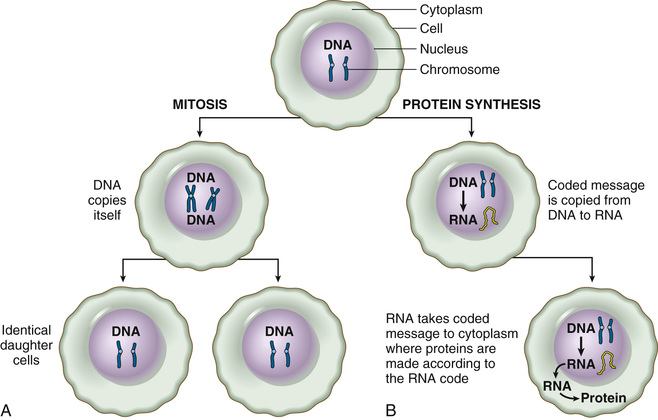 Cytoplasm
Cell
Nucleus
Chromosome
DNA
MITOSIS
PROTEIN SYNTHESIS
DNA
copies
itself
DNA
DNA
DNA
RNA
Coded message
is copied from
DNA to RNA
Identical
daughter
cells
DNA
DNA
RNA takes coded
message to cytoplasm
where proteins are
made according to
the RNA code
DNA
RNA
RNA
Protein
A
B